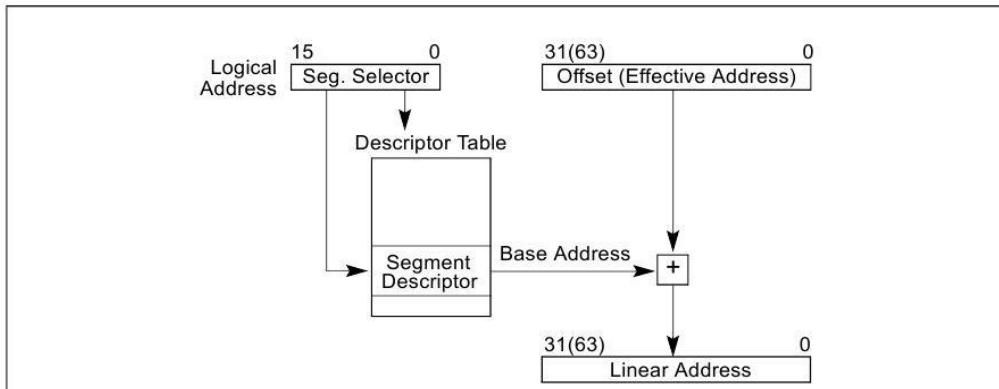 15 0
31(63) 0
Logical
Address
Seg. Selector
Offset (Effective Address)
Descriptor Table
Base Address
Segment
Descriptor
+
31(63) 0
Linear Address